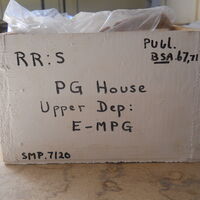 RR:S
Publ.
BSA.67,71
PG House
Upper Dep:
E-MPG
SMP.7120